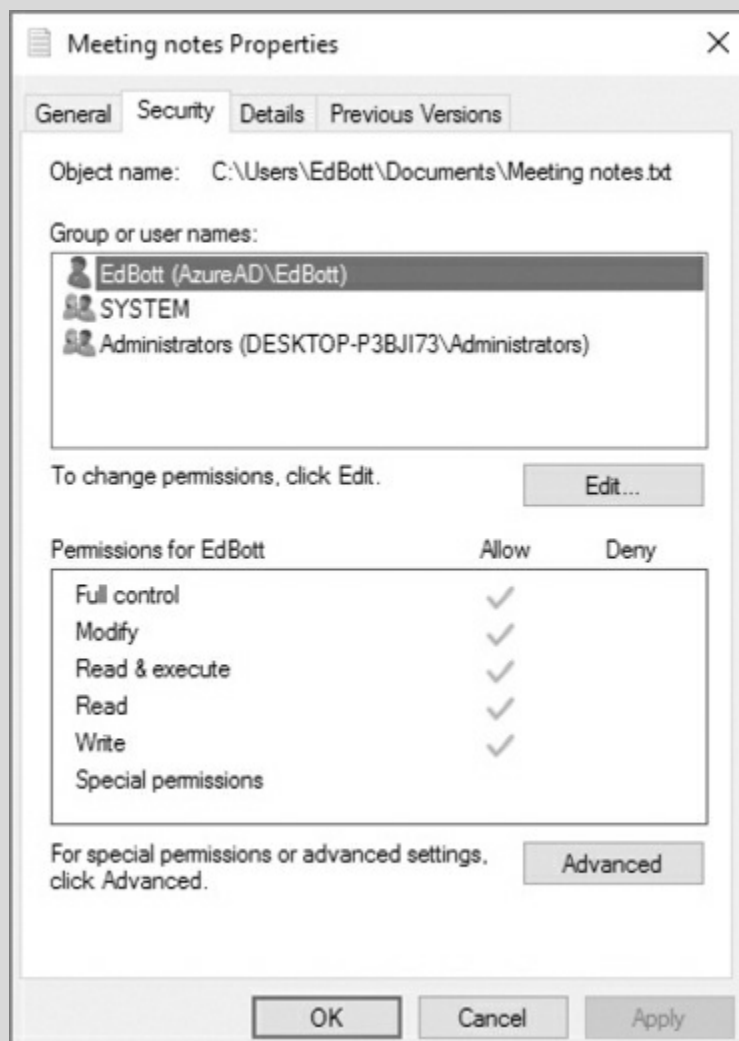 Meeting notes Properties
General Security Details Previous Versions
Object name: C:\Users\EdBott\Documents\Meeting notes.txt
Group or user names:
EdBott (AzureAD\EdBott)
SYSTEM
Administrators (DESKTOP-P3BJI73\Administrators)
To change permissions, click Edit.
Edit...
Permissions for EdBott Allow Deny
Full control
Modify
Read & execute
Read
Write
Special permissions
For special permissions or advanced settings,
click Advanced.
Advanced
OK Cancel Apply